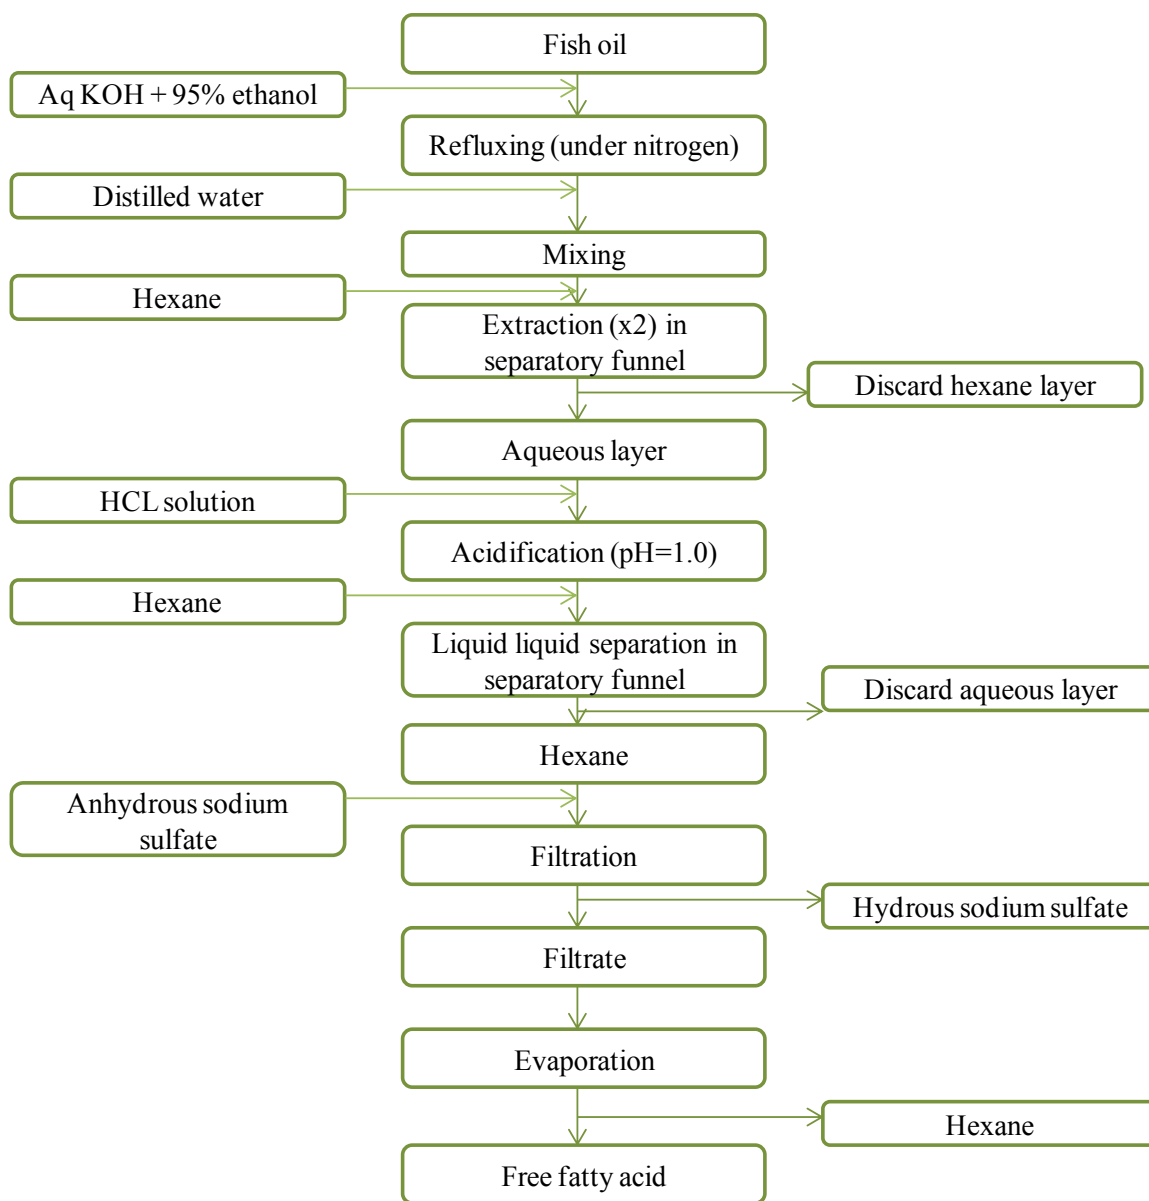 Fish oil
Aq KOH + 95% ethanol
Refluxing (under nitrogen)
Distilled water
Mixing
Hexane
Extraction (x2) in
separatory funnel
Discard hexane layer
Aqueous layer
HCL solution
Acidification (pH=1.0)
Hexane
Liquid liquid separation in
separatory funnel
Discard aqueous layer
Hexane
Anhydrous sodium
sulfate
Filtration
Hydrous sodium sulfate
Filtrate
Evaporation
Hexane
Free fatty acid